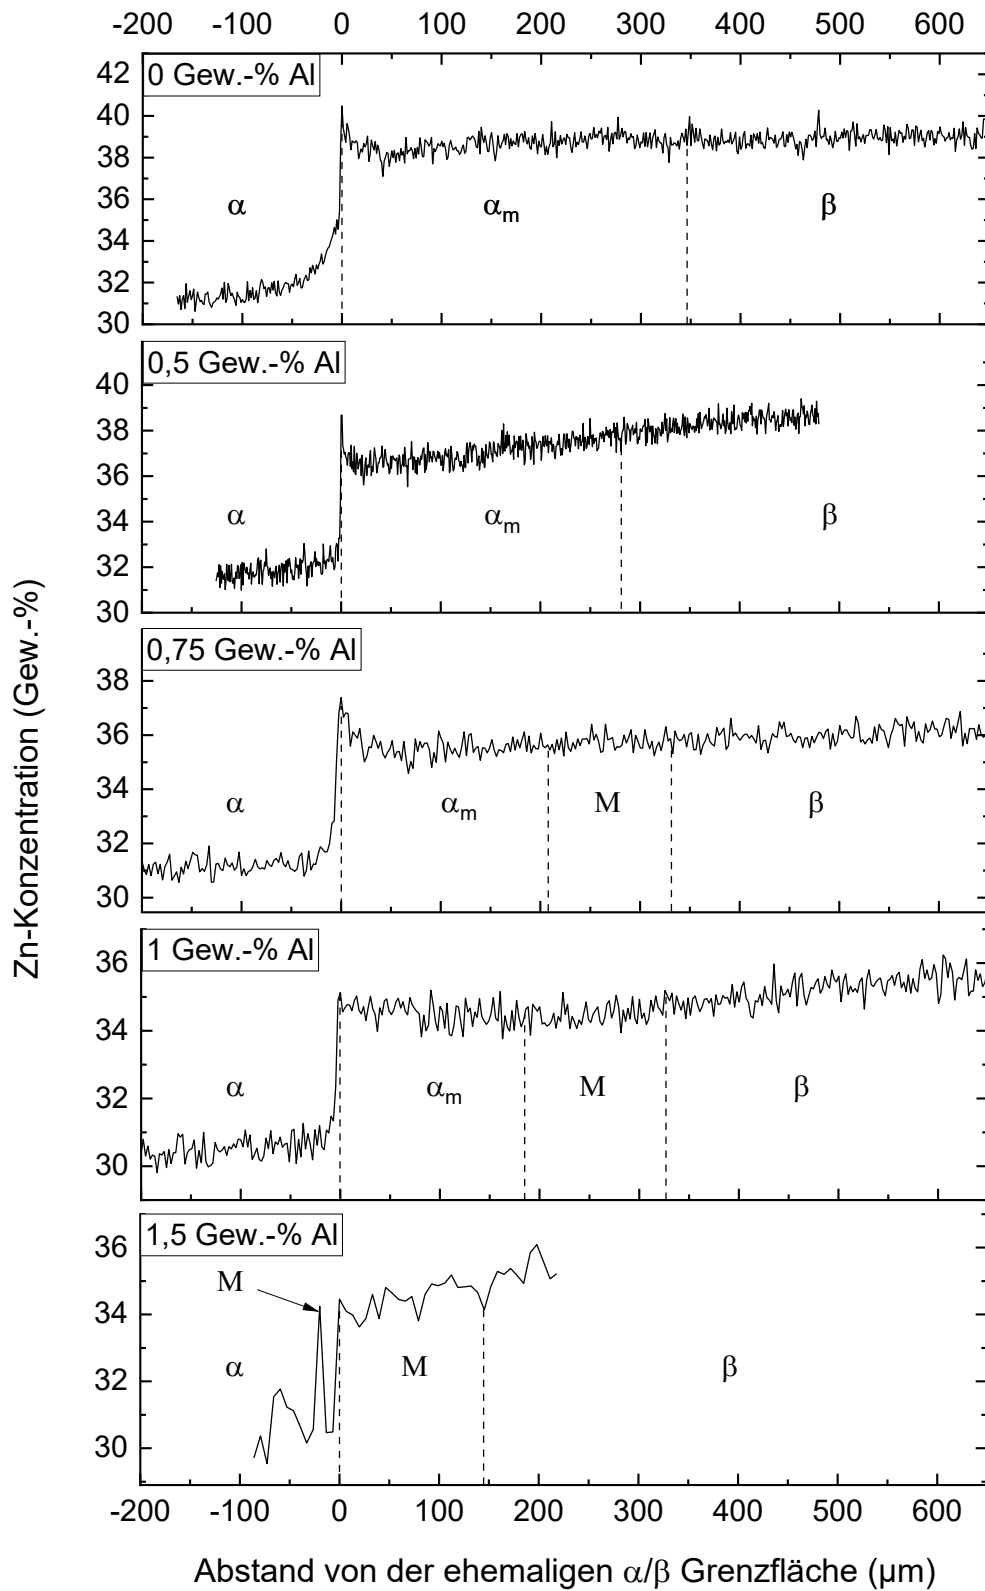 -200 -100 0 100 200 300 400 500 600
0 Gew.-% Al
42
40
38
36
34
32
30
α αm β
0,5 Gew.-% Al
40
38
36
34
32
30
α αm β
0,75 Gew.-% Al
38
36
34
32
30
α αm M β
1 Gew.-% Al
36
34
32
30
α αm M β
1,5 Gew.-% Al
36
34
32
30
M
α M β
-200 -100 0 100 200 300 400 500 600
Zn-Konzentration (Gew.-%)
Abstand von der ehemaligen α/β Grenzfläche (µm)